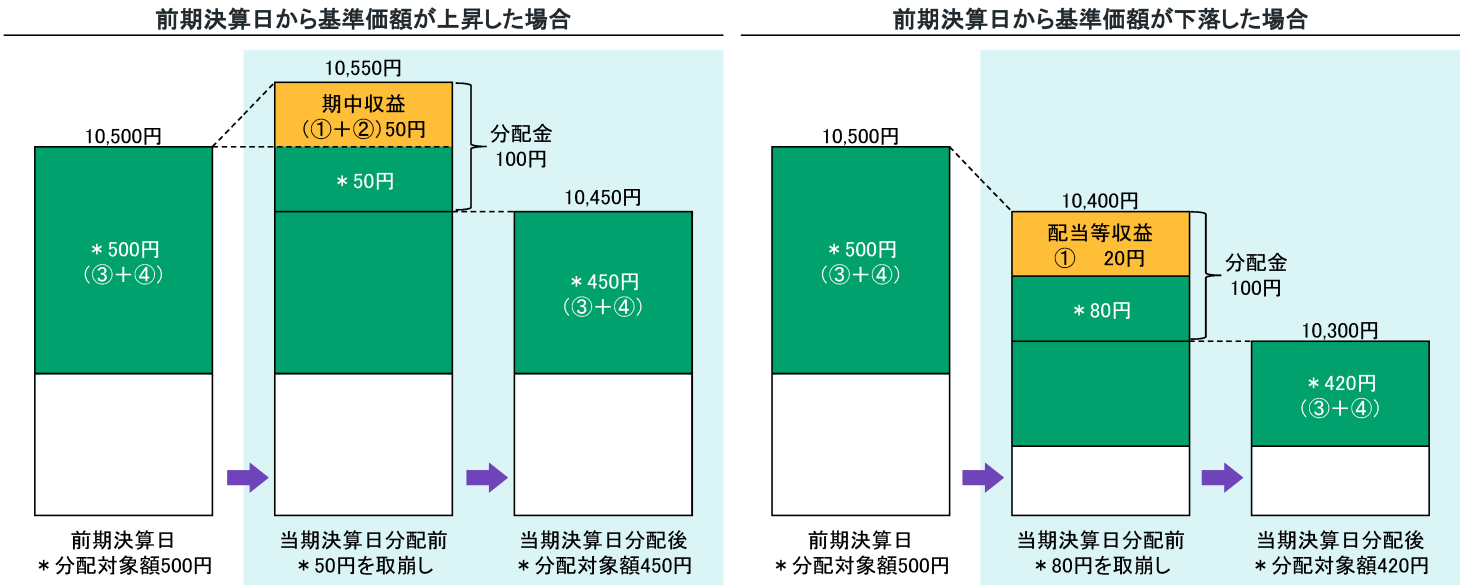 前期決算日から基準価額が上昇した場合
10,500円
＊500円
(③＋④)
前期決算日
＊分配対象額500円
10,550円
期中収益
(①＋②)50円
＊50円
分配金
100円
当期決算日分配前
＊50円を取崩し
10,450円
＊450円
(③＋④)
当期決算日分配後
＊分配対象額450円
前期決算日から基準価額が下落した場合
10,500円
＊500円
(③＋④)
前期決算日
＊分配対象額500円
10,400円
配当等収益
①　20円
＊80円
分配金
100円
当期決算日分配前
＊80円を取崩し
10,300円
＊420円
(③＋④)
当期決算日分配後
＊分配対象額420円